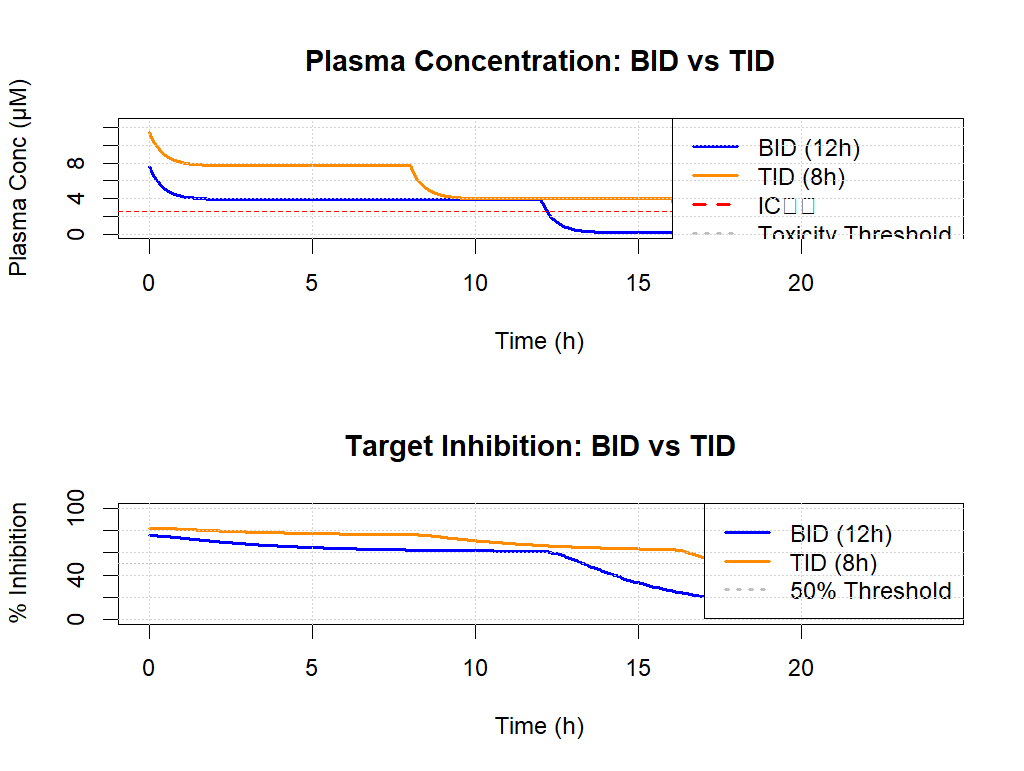 Plasma Concentration: BID vs TID
Plasma Conc (µM)
8
4
0
BID (12h)
TID (8h)
IC□□
Toxicity Threshold
0 5 10 15 20
Time (h)
Target Inhibition: BID vs TID
% Inhibition
100
40
0
BID (12h)
TID (8h)
50% Threshold
0 5 10 15 20
Time (h)